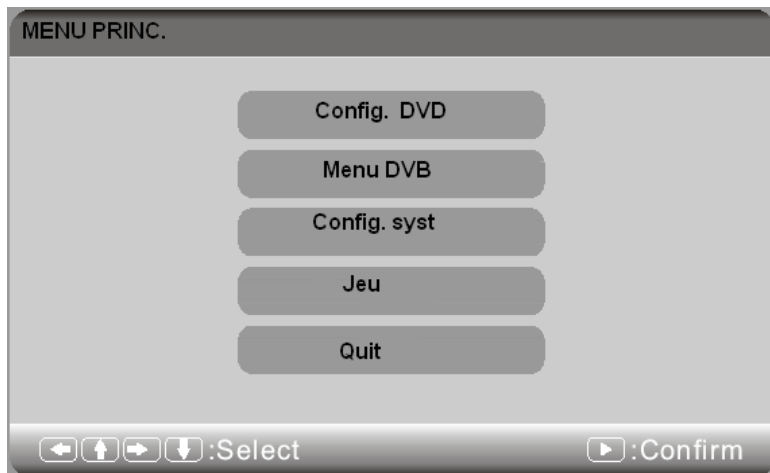 MENU PRINC.
Config. DVD
Menu DVB
Config. syst
Jeu
Quit
:Select :Confirm